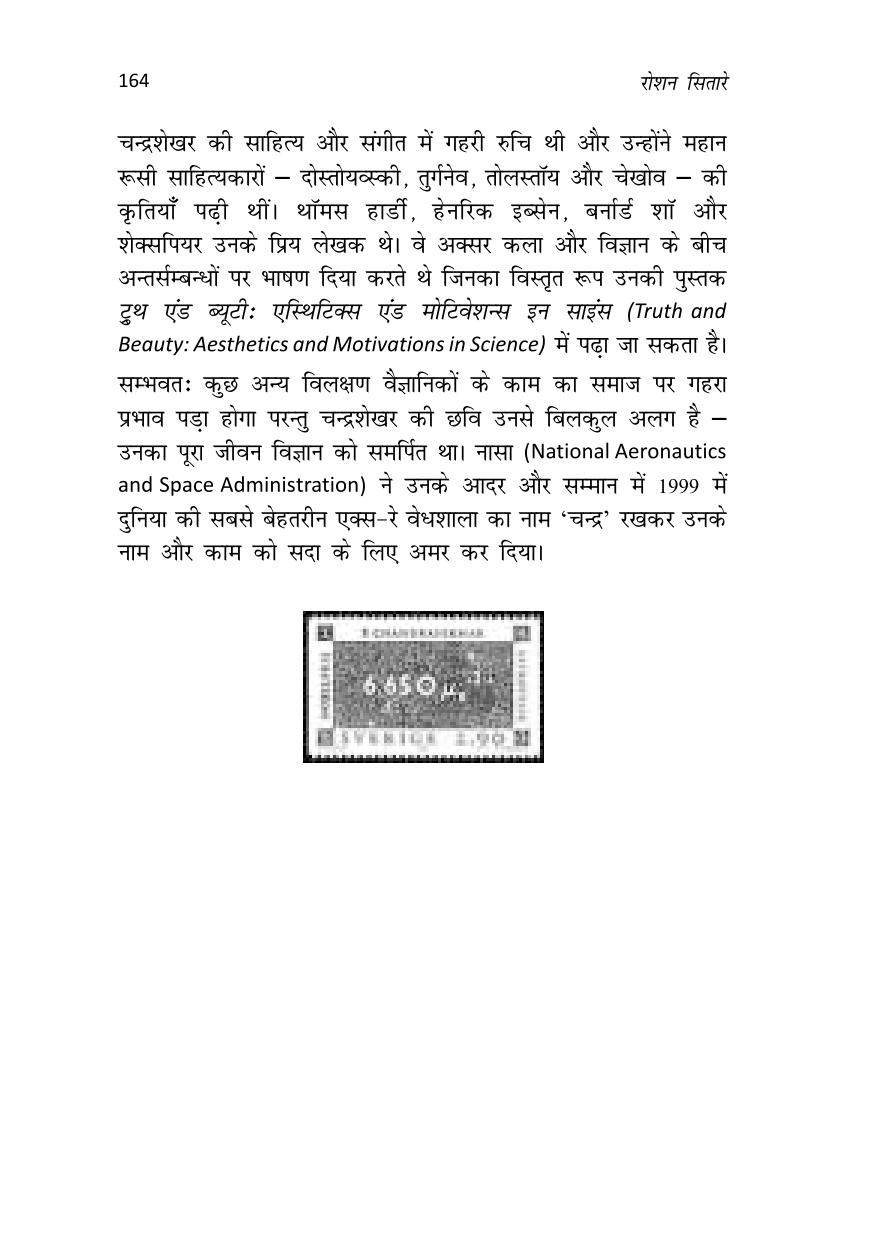 164 रोशन सितारे
चन्द्रशेखर की साहित्य और संगीत में गहरी रुचि थी और उन्होंने महान
रूसी साहित्यकारों – दोस्तोयव्स्की, तुर्गनेव, तोलस्तॉय और चेखोव – की
कृतियाँ पढ़ी थीं। थॉमस हार्डी, हेनरिक इब्सेन, बर्नार्ड शॉ और
शेक्सपियर उनके प्रिय लेखक थे। वे अक्सर कला और विज्ञान के बीच
अन्तर्सम्बन्धों पर भाषण दिया करते थे जिनका विस्तृत रूप उनकी पुस्तक
ट्रुथ एंड ब्यूटी: एस्थिटिक्स एंड मोटिवेशन्स इन साइंस (Truth and
Beauty: Aesthetics and Motivations in Science) में पढ़ा जा सकता है।
सम्भवतः कुछ अन्य विलक्षण वैज्ञानिकों के काम का समाज पर गहरा
प्रभाव पड़ा होगा परन्तु चन्द्रशेखर की छवि उनसे बिलकुल अलग है –
उनका पूरा जीवन विज्ञान को समर्पित था। नासा (National Aeronautics
and Space Administration) ने उनके आदर और सम्मान में 1999 में
दुनिया की सबसे बेहतरीन एक्स-रे वेधशाला का नाम ‘चन्द्र’ रखकर उनके
नाम और काम को सदा के लिए अमर कर दिया।
S CHANDRASEKHAR
SVERIGE 2.90